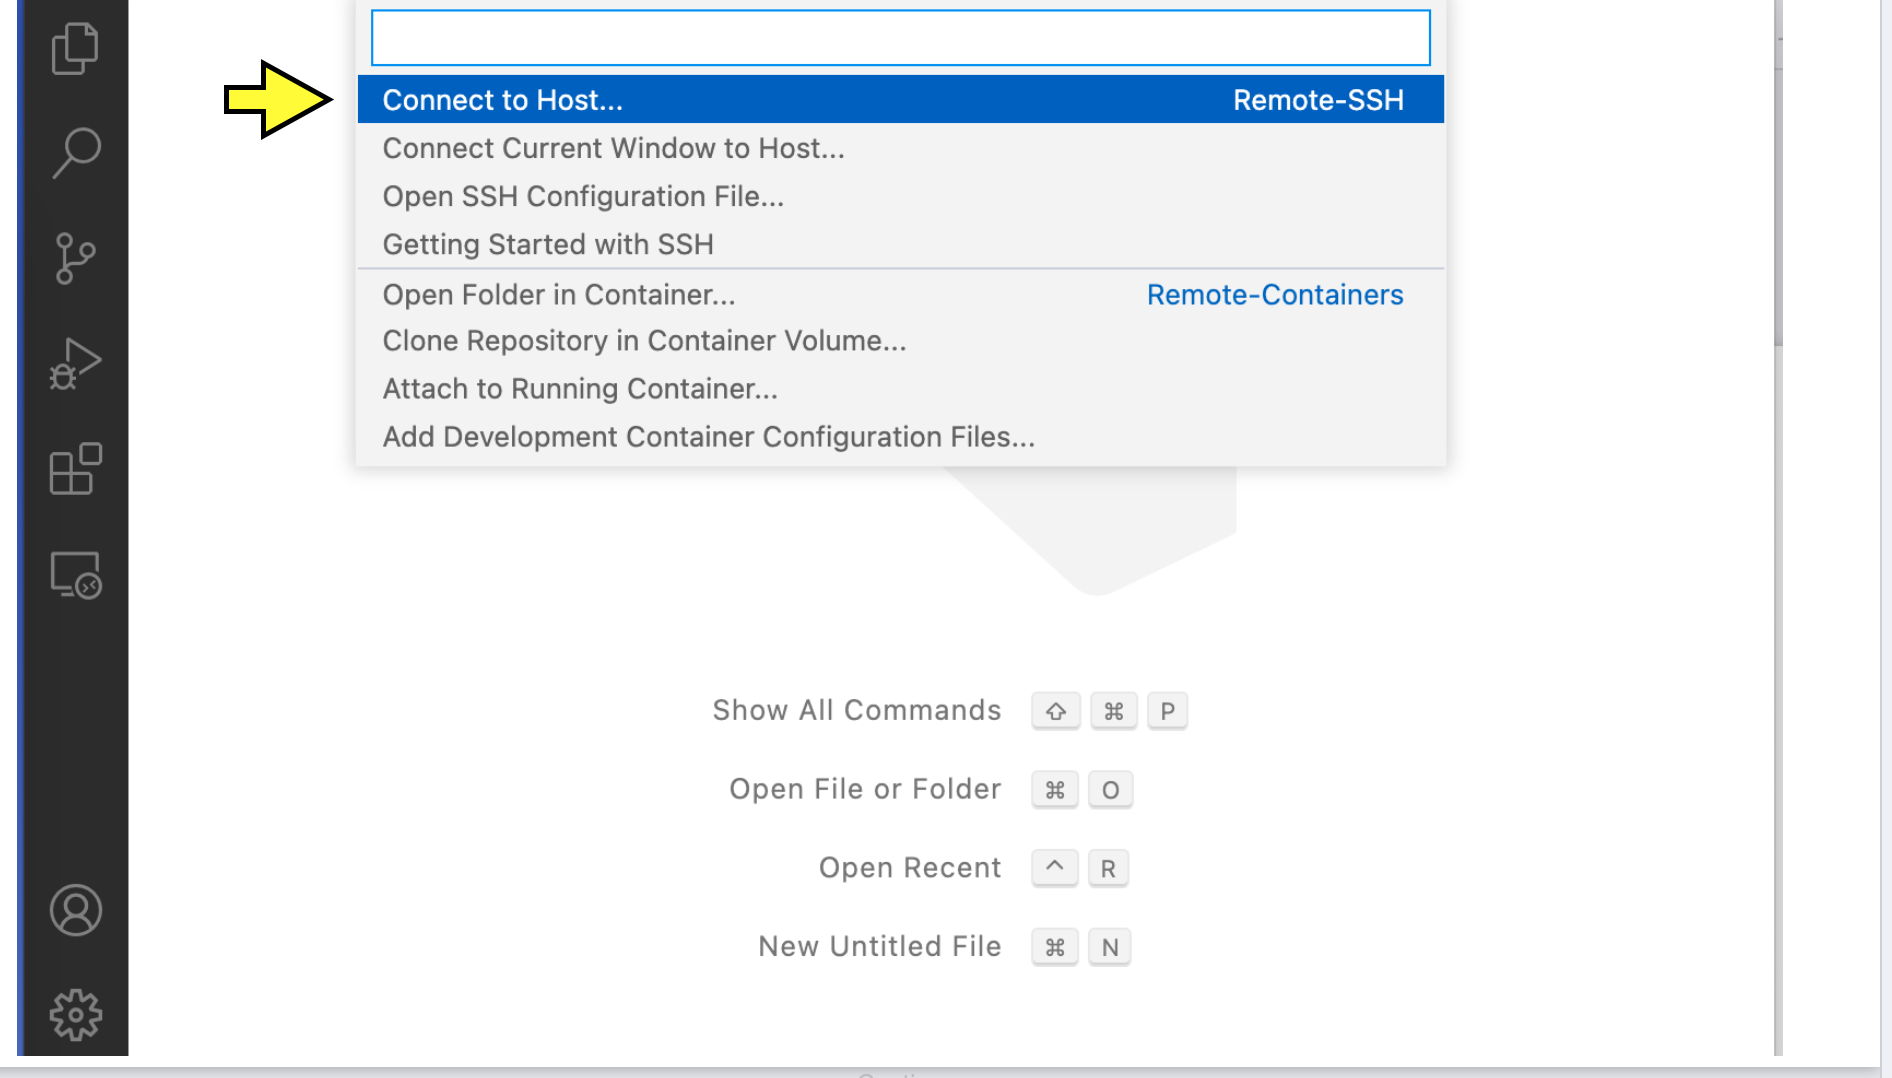 Connect to Host... Remote-SSH
Connect Current Window to Host...
Open SSH Configuration File...
Getting Started with SSH
Open Folder in Container... Remote-Containers
Clone Repository in Container Volume...
Attach to Running Container...
Add Development Container Configuration Files...
Show All Commands ⇧ ⌘ P
Open File or Folder ⌘ O
Open Recent ^ R
New Untitled File ⌘ N